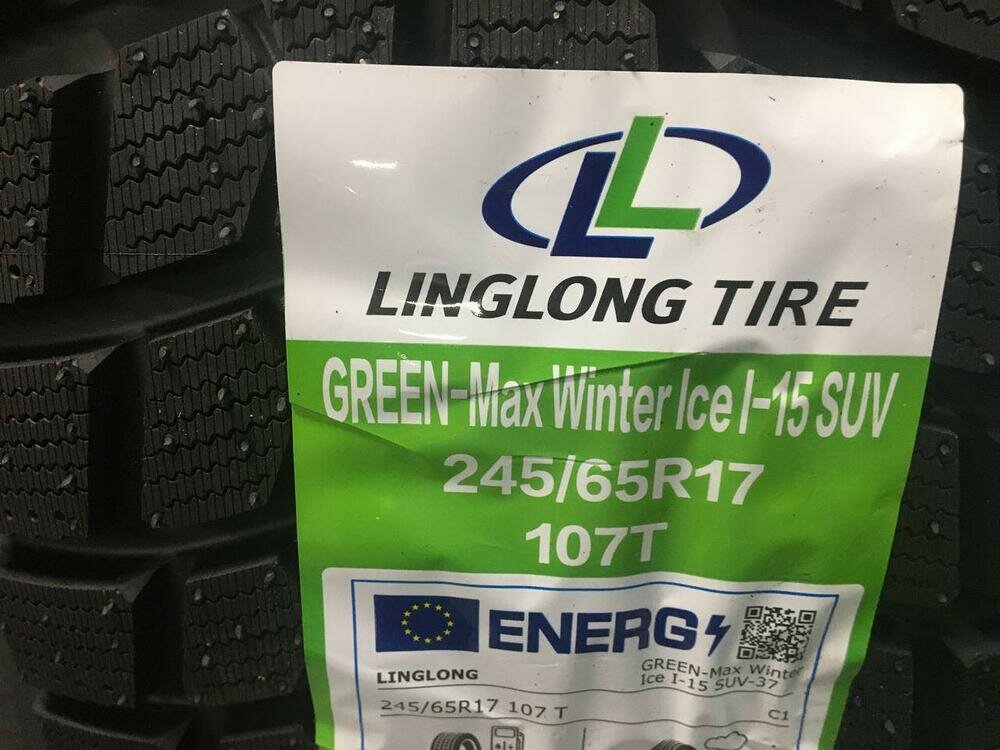 LL
LINGLONG TIRE
GREEN-Max Winter Ice I-15 SUV
245/65R17
107T
ENERG
LINGLONG
GREEN-Max Winter
Ice I-15 SUV-37
245/65R17 107 T
C1